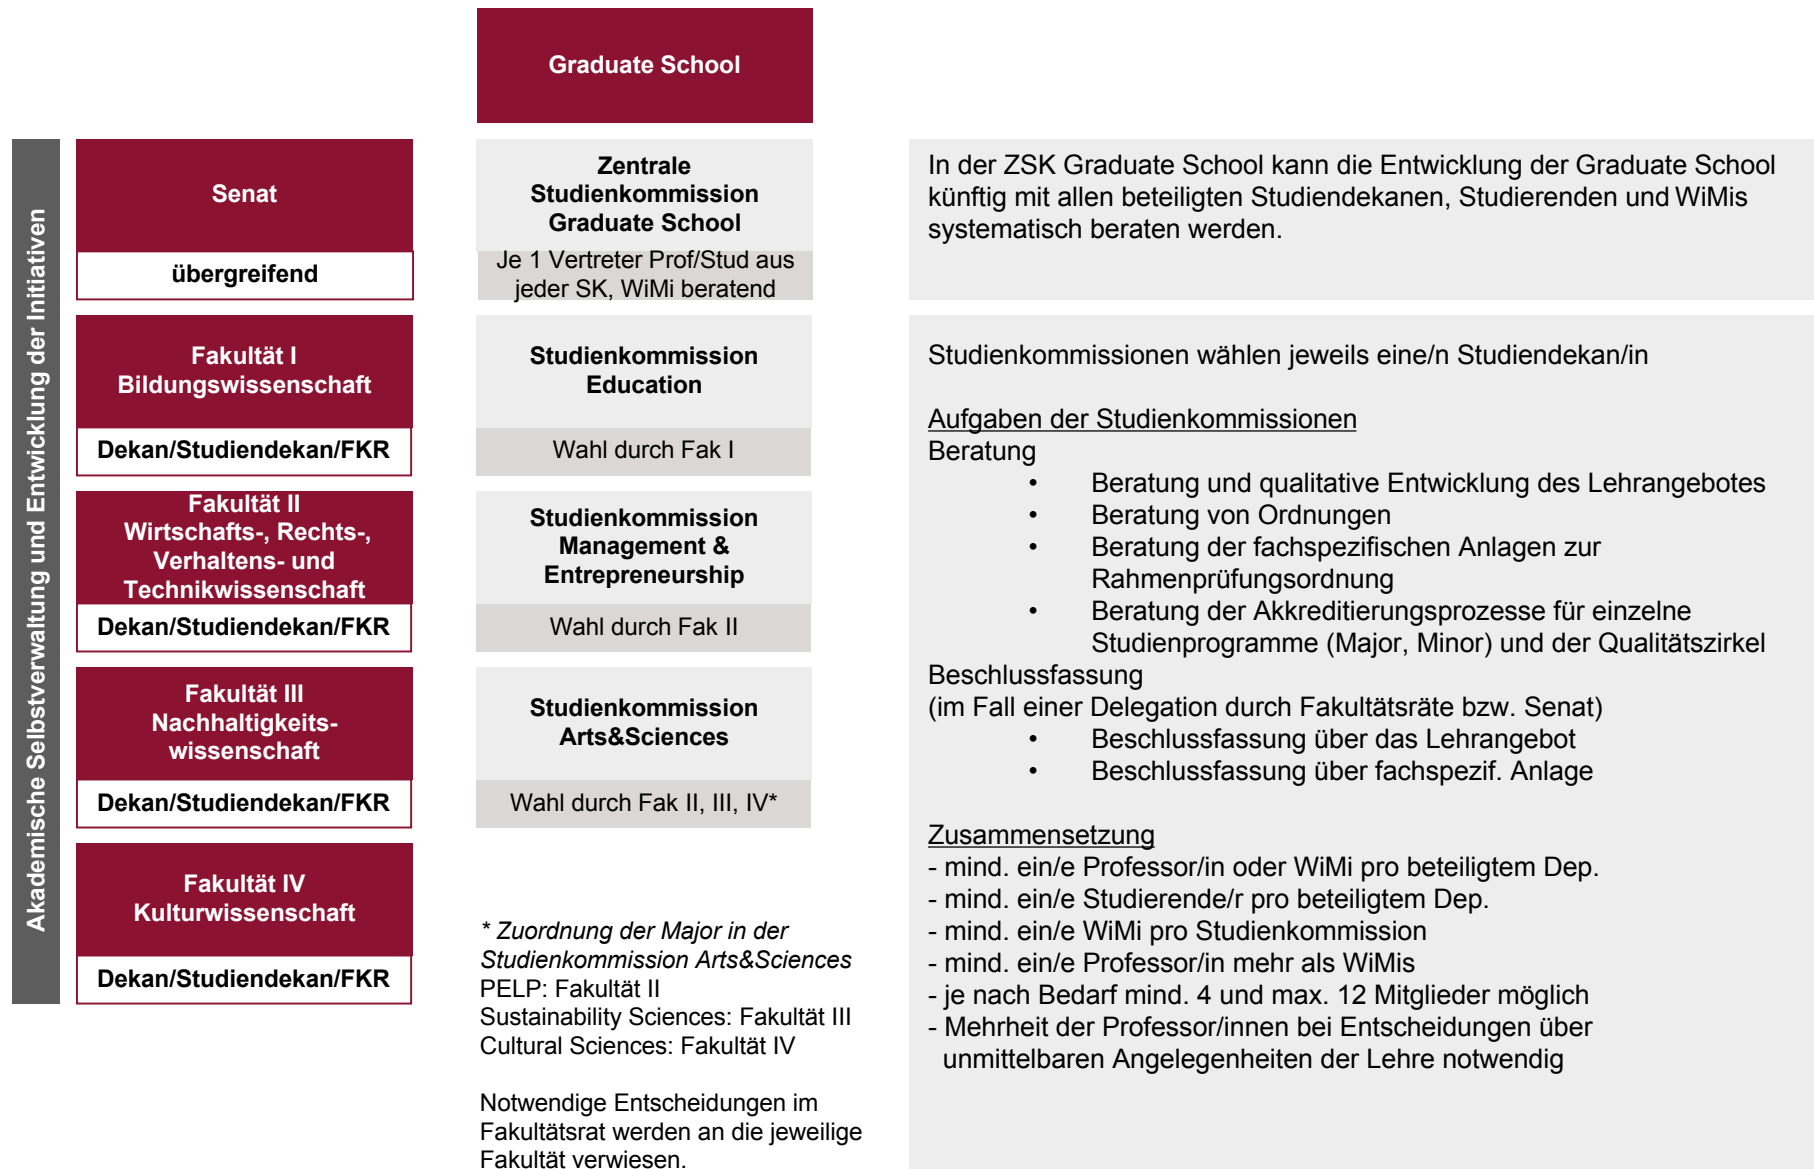 Graduate School
Akademische Selbstverwaltung und Entwicklung der Initiativen
Senat
übergreifend
Zentrale
Studienkommission
Graduate School
Je 1 Vertreter Prof/Stud aus
jeder SK, WiMi beratend
In der ZSK Graduate School kann die Entwicklung der Graduate School
künftig mit allen beteiligten Studiendekanen, Studierenden und WiMis
systematisch beraten werden.
Fakultät I
Bildungswissenschaft
Dekan/Studiendekan/FKR
Studienkommission
Education
Wahl durch Fak I
Fakultät II
Wirtschafts-, Rechts-,
Verhaltens- und
Technikwissenschaft
Dekan/Studiendekan/FKR
Studienkommission
Management &
Entrepreneurship
Wahl durch Fak II
Fakultät III
Nachhaltigkeits-
wissenschaft
Dekan/Studiendekan/FKR
Studienkommission
Arts&Sciences
Wahl durch Fak II, III, IV*
Fakultät IV
Kulturwissenschaft
Dekan/Studiendekan/FKR
* Zuordnung der Major in der
Studienkommission Arts&Sciences
PELP: Fakultät II
Sustainability Sciences: Fakultät III
Cultural Sciences: Fakultät IV
Notwendige Entscheidungen im
Fakultätsrat werden an die jeweilige
Fakultät verwiesen.
Studienkommissionen wählen jeweils eine/n Studiendekan/in
Aufgaben der Studienkommissionen
Beratung
• Beratung und qualitative Entwicklung des Lehrangebotes
• Beratung von Ordnungen
• Beratung der fachspezifischen Anlagen zur
Rahmenprüfungsordnung
• Beratung der Akkreditierungsprozesse für einzelne
Studienprogramme (Major, Minor) und der Qualitätszirkel
Beschlussfassung
(im Fall einer Delegation durch Fakultätsräte bzw. Senat)
• Beschlussfassung über das Lehrangebot
• Beschlussfassung über fachspezif. Anlage
Zusammensetzung
- mind. ein/e Professor/in oder WiMi pro beteiligtem Dep.
- mind. ein/e Studierende/r pro beteiligtem Dep.
- mind. ein/e WiMi pro Studienkommission
- mind. ein/e Professor/in mehr als WiMis
- je nach Bedarf mind. 4 und max. 12 Mitglieder möglich
- Mehrheit der Professor/innen bei Entscheidungen über
unmittelbaren Angelegenheiten der Lehre notwendig